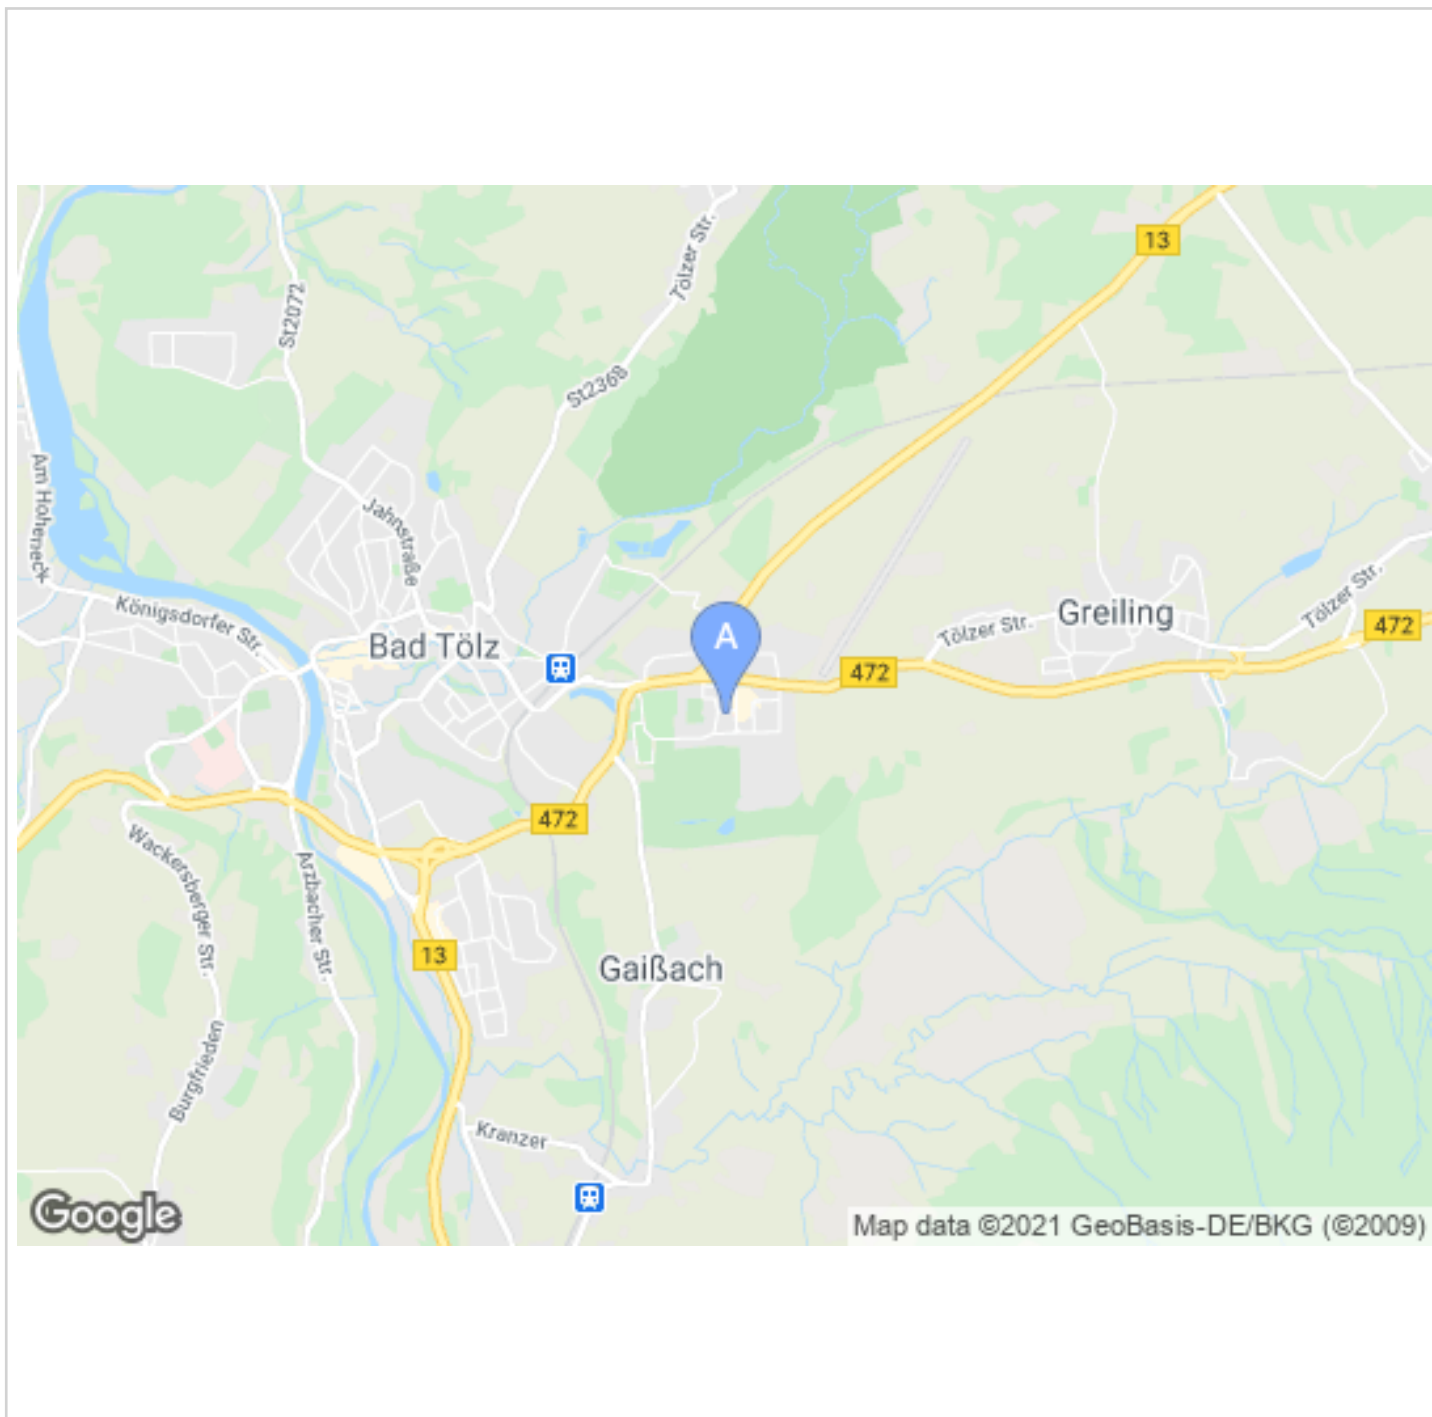 13
Tölzer Str.
St2072
St2368
Am Hoheneck
Jahnstraße
Königsdorfer Str.
Bad Tölz
A
Tölzer Str.
Greiling
Tölzer Str.
472
472
472
Wackersberger Str.
Arzbacher Str.
13
Gaißach
Burgfrieden
Kranzer
Google
Map data ©2021 GeoBasis-DE/BKG (©2009)